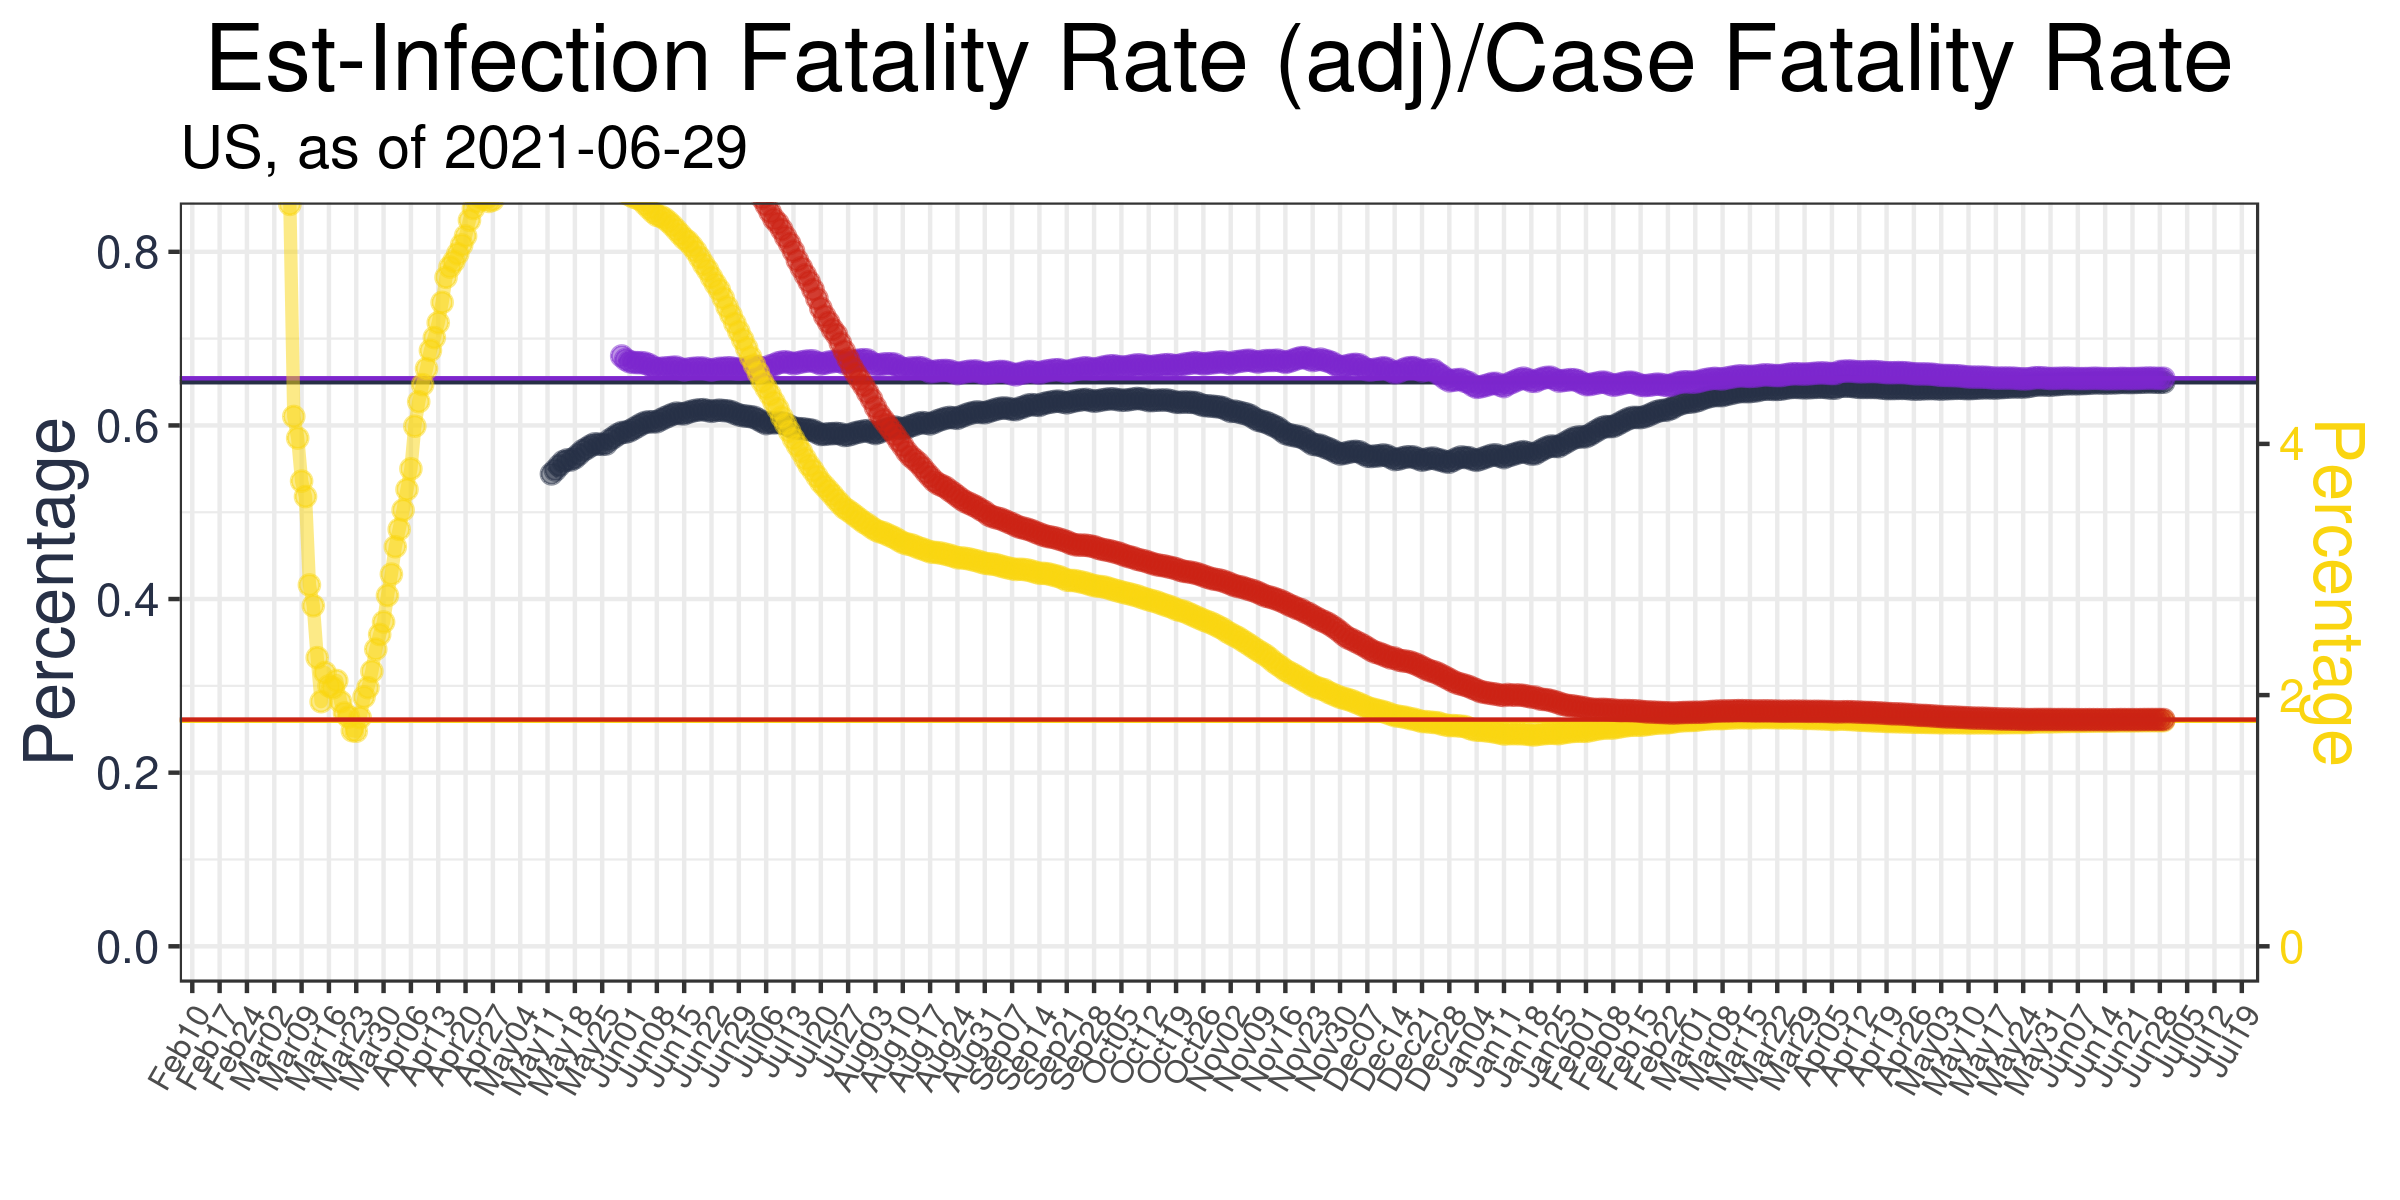 Est-Infection Fatality Rate (adj)/Case Fatality Rate
US, as of 2021-06-29
Percentage
0.8
0.6
0.4
0.2
0.0
4
2
0
Percentage
Feb10
Feb17
Feb24
Mar02
Mar09
Mar16
Mar23
Mar30
Apr06
Apr13
Apr20
Apr27
May04
May11
May18
May25
Jun01
Jun08
Jun15
Jun22
Jun29
Jul06
Jul13
Jul20
Jul27
Aug03
Aug10
Aug17
Aug24
Aug31
Sep07
Sep14
Sep21
Sep28
Oct05
Oct12
Oct19
Oct26
Nov02
Nov09
Nov16
Nov23
Nov30
Dec07
Dec14
Dec21
Dec28
Jan04
Jan11
Jan18
Jan25
Feb01
Feb08
Feb15
Feb22
Mar01
Mar08
Mar15
Mar22
Mar29
Apr05
Apr12
Apr19
Apr26
May03
May10
May17
May24
May31
Jun07
Jun14
Jun21
Jun28
Jul05
Jul12
Jul19